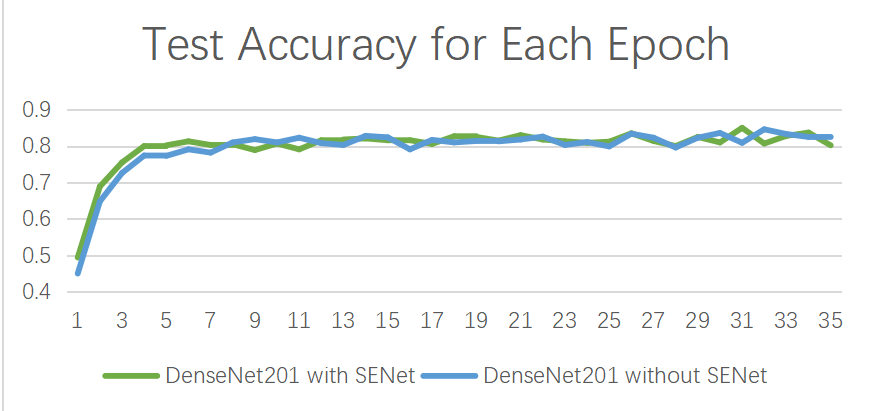 Test Accuracy for Each Epoch
0.9
0.8
0.7
0.6
0.5
0.4
1 3 5 7 9 11 13 15 17 19 21 23 25 27 29 31 33 35
DenseNet201 with SENet DenseNet201 without SENet